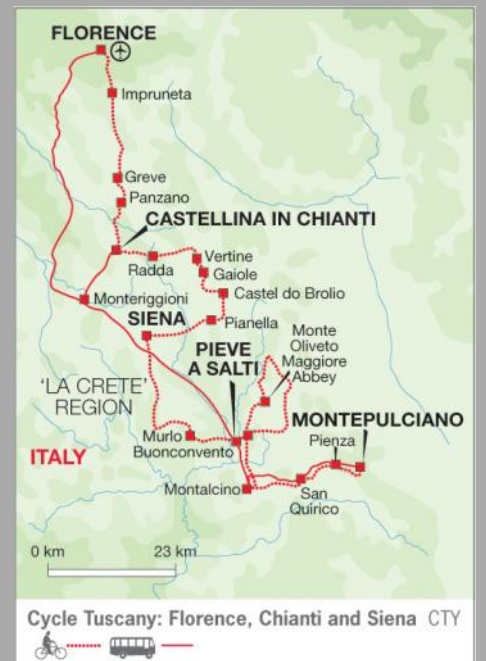 FLORENCE
Impruneta
Greve
Panzano
CASTELLINA IN CHIANTI
Radda
Vertine
Gaiole
Castel do Brolio
Monteriggioni
SIENA
Pianella
PIEVE
A SALTI
Monte
Oliveto
Maggiore
Abbey
'LA CRETE'
REGION
MONTEPULCIANO
Pienza
Murlo
Buonconvento
ITALY
Montalcino
San
Quirico
0 km
23 km
Cycle Tuscany: Florence, Chianti and Siena CTY